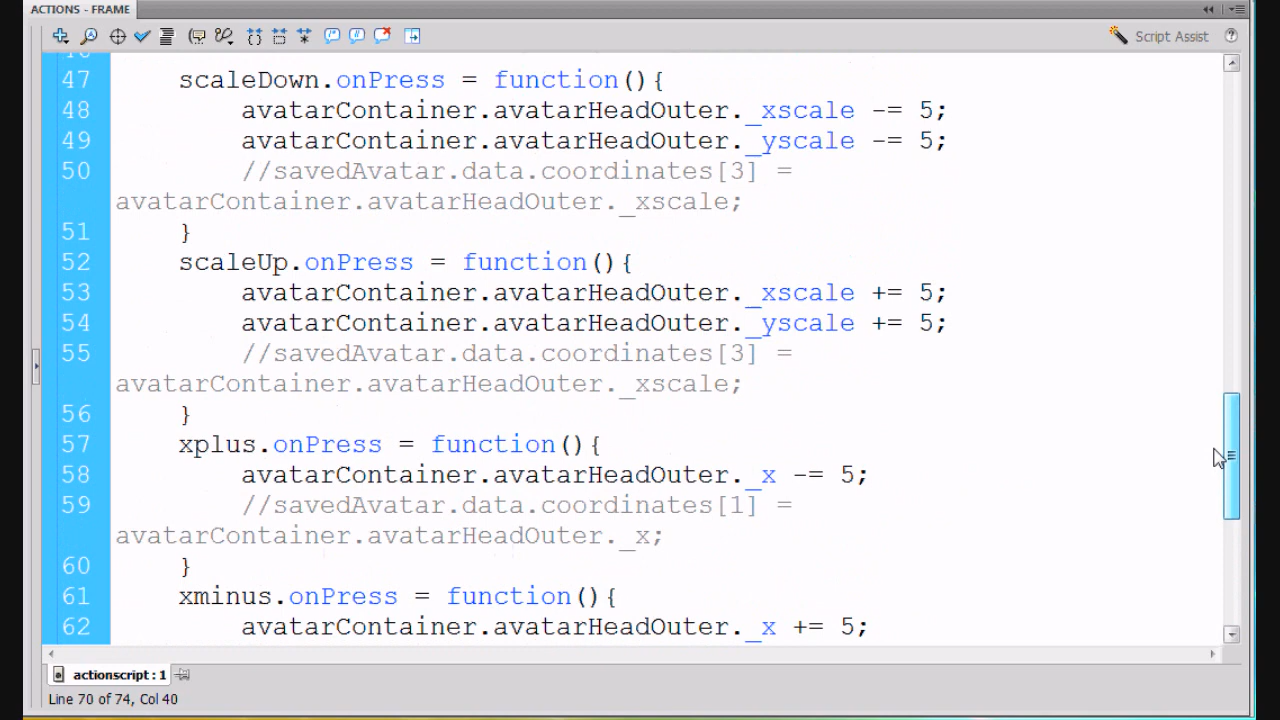 ACTIONS - FRAME
Script Assist
47 scaleDown.onPress = function(){
48 avatarContainer.avatarHeadOuter._xscale -= 5;
49 avatarContainer.avatarHeadOuter._yscale -= 5;
50 //savedAvatar.data.coordinates[3] =
avatarContainer.avatarHeadOuter._xscale;
51 }
52 scaleUp.onPress = function(){
53 avatarContainer.avatarHeadOuter._xscale += 5;
54 avatarContainer.avatarHeadOuter._yscale += 5;
55 //savedAvatar.data.coordinates[3] =
avatarContainer.avatarHeadOuter._xscale;
56 }
57 xplus.onPress = function(){
58 avatarContainer.avatarHeadOuter._x -= 5;
59 //savedAvatar.data.coordinates[1] =
avatarContainer.avatarHeadOuter._x;
60 }
61 xminus.onPress = function(){
62 avatarContainer.avatarHeadOuter._x += 5;
actionscript : 1
Line 70 of 74, Col 40